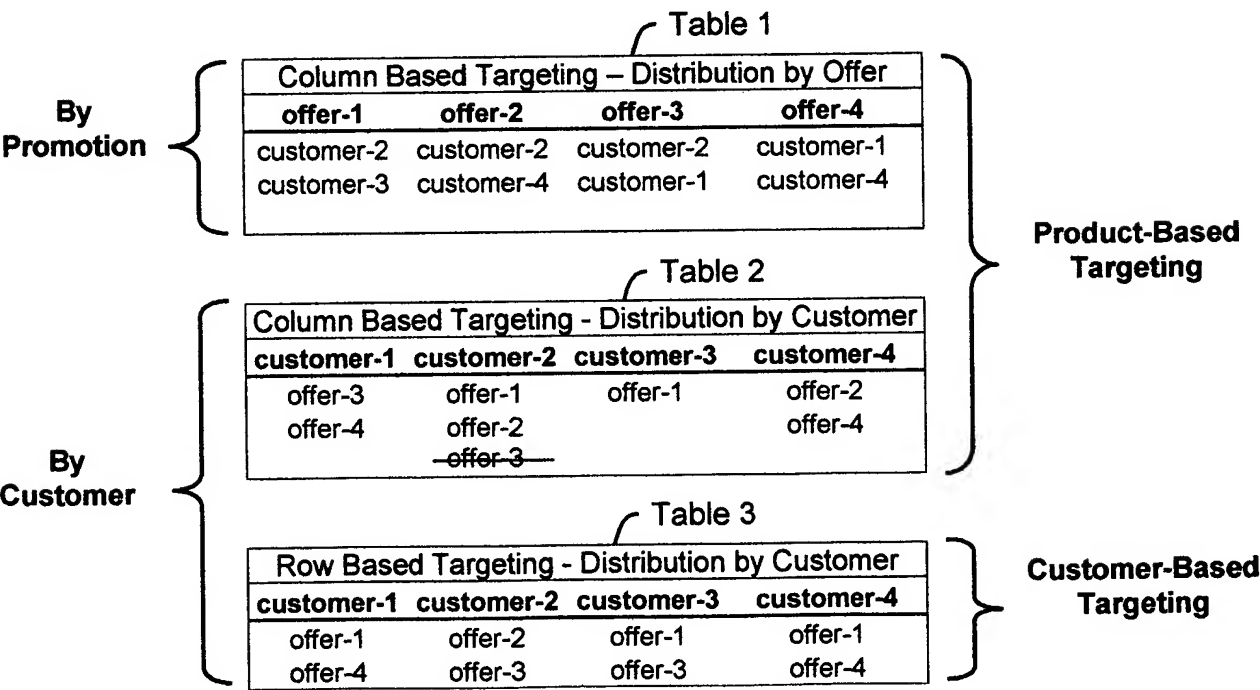 Table 1
Column Based Targeting – Distribution by Offer
offer-1 offer-2 offer-3 offer-4
customer-2 customer-2 customer-2 customer-1
customer-3 customer-4 customer-1 customer-4
By
Promotion
Product-Based
Targeting
Table 2
Column Based Targeting - Distribution by Customer
customer-1 customer-2 customer-3 customer-4
offer-3 offer-1 offer-1 offer-2
offer-4 offer-2 offer-4
offer-3
By
Customer
Table 3
Row Based Targeting - Distribution by Customer
customer-1 customer-2 customer-3 customer-4
offer-1 offer-2 offer-1 offer-1
offer-4 offer-3 offer-3 offer-4
Customer-Based
Targeting